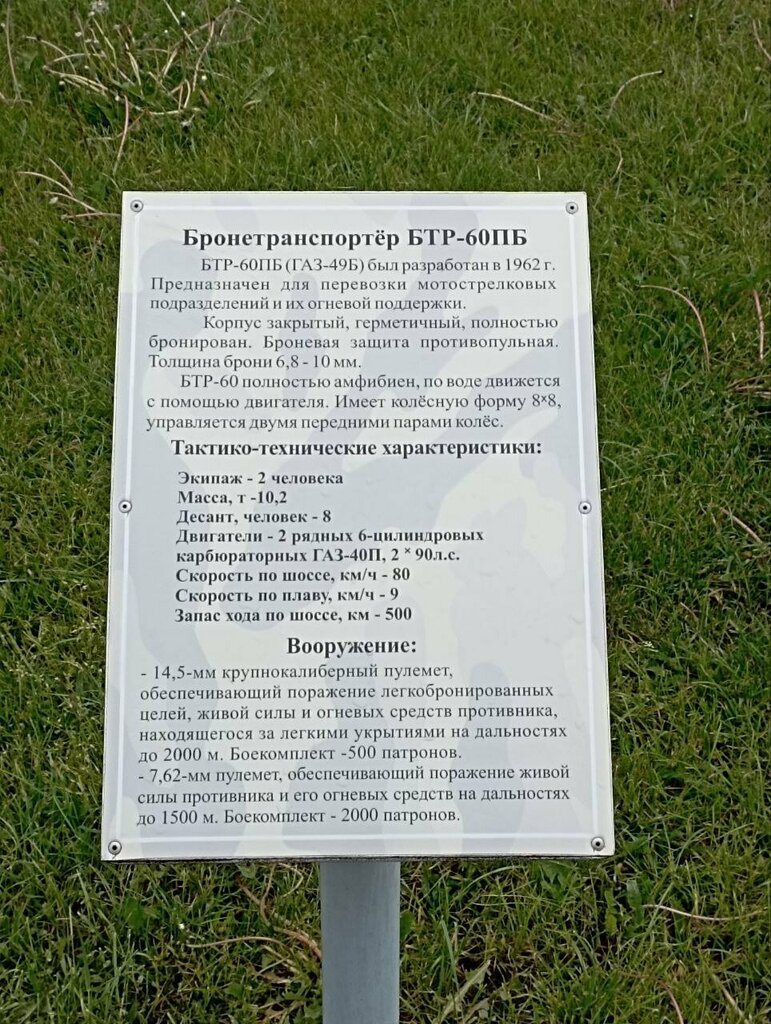 Бронетранспортёр БТР-60ПБ
БТР-60ПБ (ГАЗ-49Б) был разработан в 1962 г.
Предназначен для перевозки мотострелковых
подразделений и их огневой поддержки.
Корпус закрытый, герметичный, полностью
бронирован. Броневая защита противопульная.
Толщина брони 6,8 - 10 мм.
БТР-60 полностью амфибиен, по воде движется
с помощью двигателя. Имеет колёсную форму 8ˣ8,
управляется двумя передними парами колёс.
Тактико-технические характеристики:
Экипаж - 2 человека
Масса, т -10,2
Десант, человек - 8
Двигатели - 2 рядных 6-цилиндровых
карбюраторных ГАЗ-40П, 2 ˣ 90л.с.
Скорость по шоссе, км/ч - 80
Скорость по плаву, км/ч - 9
Запас хода по шоссе, км - 500
Вооружение:
- 14,5-мм крупнокалиберный пулемет,
обеспечивающий поражение легкобронированных
целей, живой силы и огневых средств противника,
находящегося за легкими укрытиями на дальностях
до 2000 м. Боекомплект -500 патронов.
- 7,62-мм пулемет, обеспечивающий поражение живой
силы противника и его огневых средств на дальностях
до 1500 м. Боекомплект - 2000 патронов.